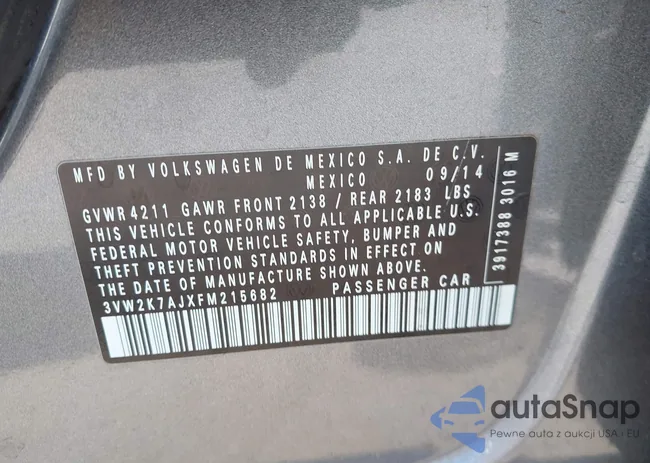 MFD BY VOLKSWAGEN DE MEXICO S.A. DE C.V.
MEXICO 09/14
GVWR 4211 GAWR FRONT 2138 / REAR 2183 LBS
THIS VEHICLE CONFORMS TO ALL APPLICABLE U.S.
FEDERAL MOTOR VEHICLE SAFETY, BUMPER AND
THEFT PREVENTION STANDARDS IN EFFECT ON
THE DATE OF MANUFACTURE SHOWN ABOVE.
3VW2K7AJXFM215682 PASSENGER CAR
3917388 3016 M
autoSnap
Pewne auta z aukcji USA i EU